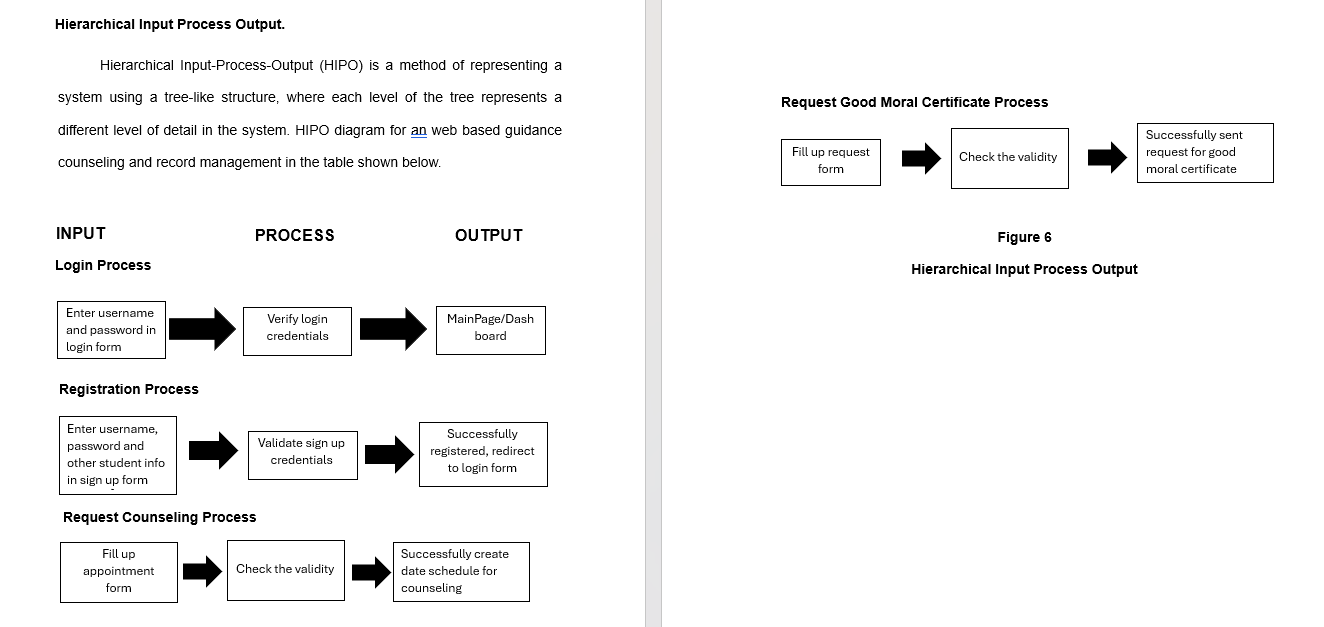 Hierarchical Input Process Output.
Hierarchical Input-Process-Output (HIPO) is a method of representing a
system using a tree-like structure, where each level of the tree represents a
different level of detail in the system. HIPO diagram for an web based guidance
counseling and record management in the table shown below.
INPUT
PROCESS
OUTPUT
Login Process
Enter username
and password in
login form
Verify login
credentials
MainPage/Dash
board
Registration Process
Enter username,
password and
other student info
in sign up form
Validate sign up
credentials
Successfully
registered, redirect
to login form
Request Counseling Process
Fill up
appointment
form
Check the validity
Successfully create
date schedule for
counseling
Request Good Moral Certificate Process
Fill up request
form
Check the validity
Successfully sent
request for good
moral certificate
Figure 6
Hierarchical Input Process Output